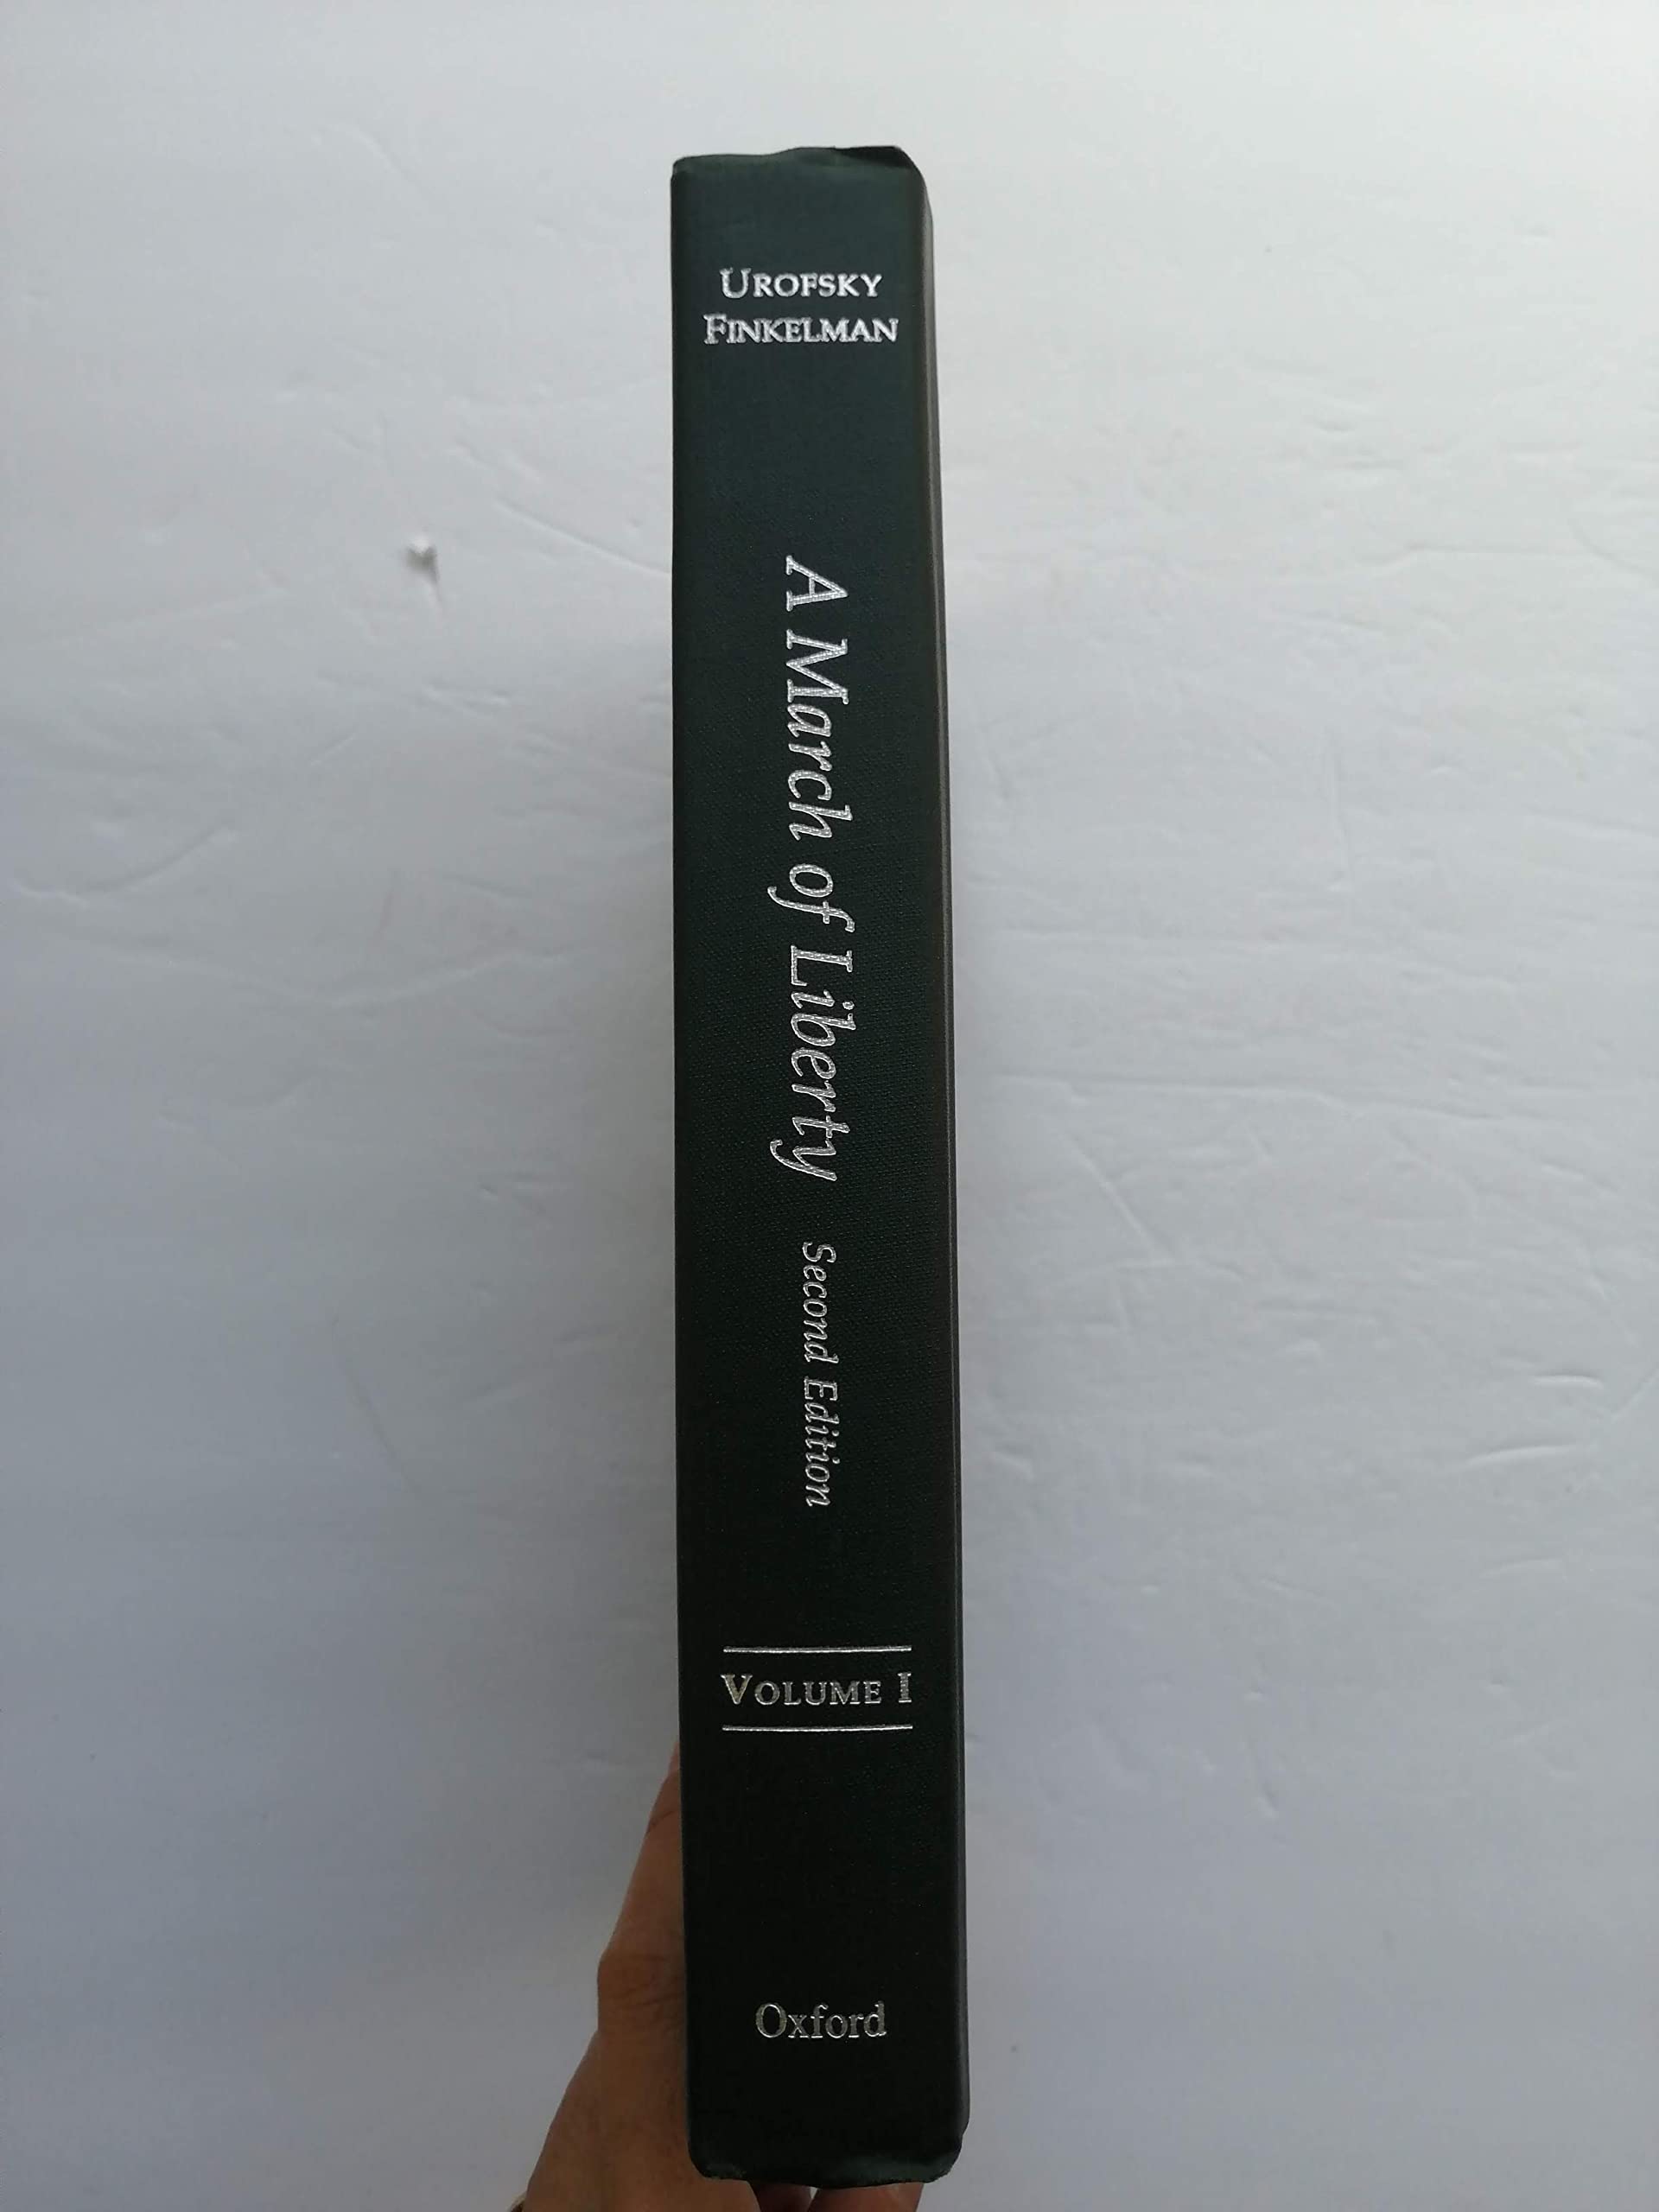 UROFSKY
FINKELMAN
A March of Liberty Second Edition
VOLUME I
Oxford